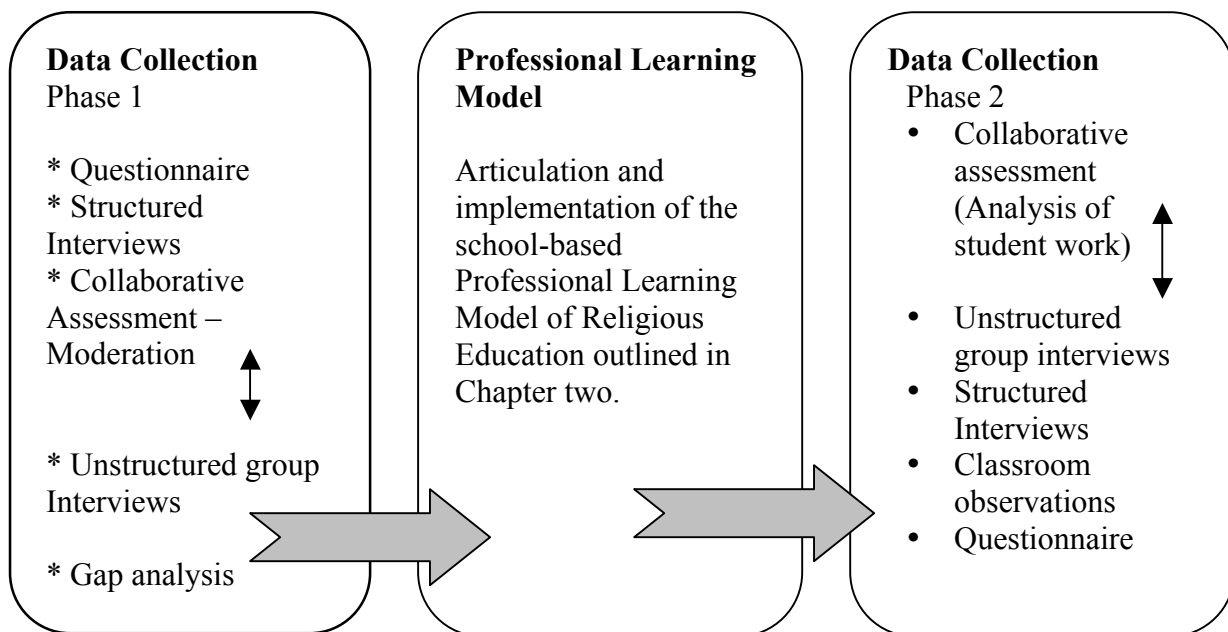 Data Collection
Phase 1
* Questionnaire
* Structured
Interviews
* Collaborative
Assessment –
Moderation
* Unstructured group
Interviews
* Gap analysis
Professional Learning
Model
Articulation and
implementation of the
school-based
Professional Learning
Model of Religious
Education outlined in
Chapter two.
Data Collection
Phase 2
• Collaborative
assessment
(Analysis of
student work)
• Unstructured
group interviews
• Structured
Interviews
• Classroom
observations
• Questionnaire